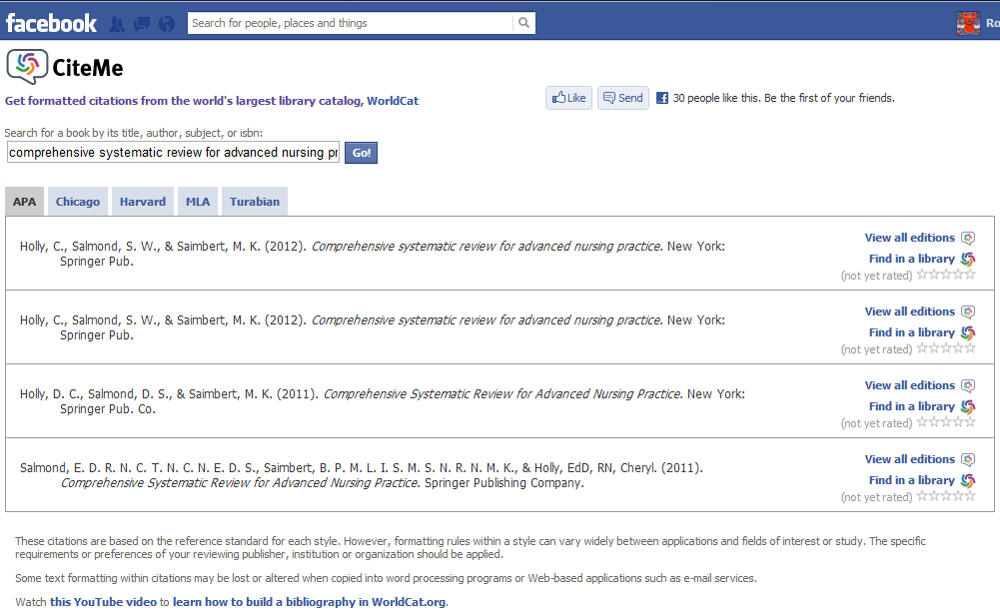 facebook Search for people, places and things Ro
CiteMe
Get formatted citations from the world's largest library catalog, WorldCat
Like Send 30 people like this. Be the first of your friends.
Search for a book by its title, author, subject, or isbn:
comprehensive systematic review for advanced nursing pr Go!
APA Chicago Harvard MLA Turabian
Holly, C., Salmond, S. W., & Saimbert, M. K. (2012). Comprehensive systematic review for advanced nursing practice. New York:
Springer Pub.
View all editions
Find in a library
(not yet rated)
Holly, C., Salmond, S. W., & Saimbert, M. K. (2012). Comprehensive systematic review for advanced nursing practice. New York:
Springer Pub.
View all editions
Find in a library
(not yet rated)
Holly, D. C., Salmond, D. S., & Saimbert, M. K. (2011). Comprehensive Systematic Review for Advanced Nursing Practice. New York:
Springer Pub. Co.
View all editions
Find in a library
(not yet rated)
Salmond, E. D. R. N. C. T. N. C. N. E. D. S., Saimbert, B. P. M. L. I. S. M. S. N. R. N. M. K., & Holly, EdD, RN, Cheryl. (2011).
Comprehensive Systematic Review for Advanced Nursing Practice. Springer Publishing Company.
View all editions
Find in a library
(not yet rated)
These citations are based on the reference standard for each style. However, formatting rules within a style can vary widely between applications and fields of interest or study. The specific
requirements or preferences of your reviewing publisher, institution or organization should be applied.
Some text formatting within citations may be lost or altered when copied into word processing programs or Web-based applications such as e-mail services.
Watch this YouTube video to learn how to build a bibliography in WorldCat.org.